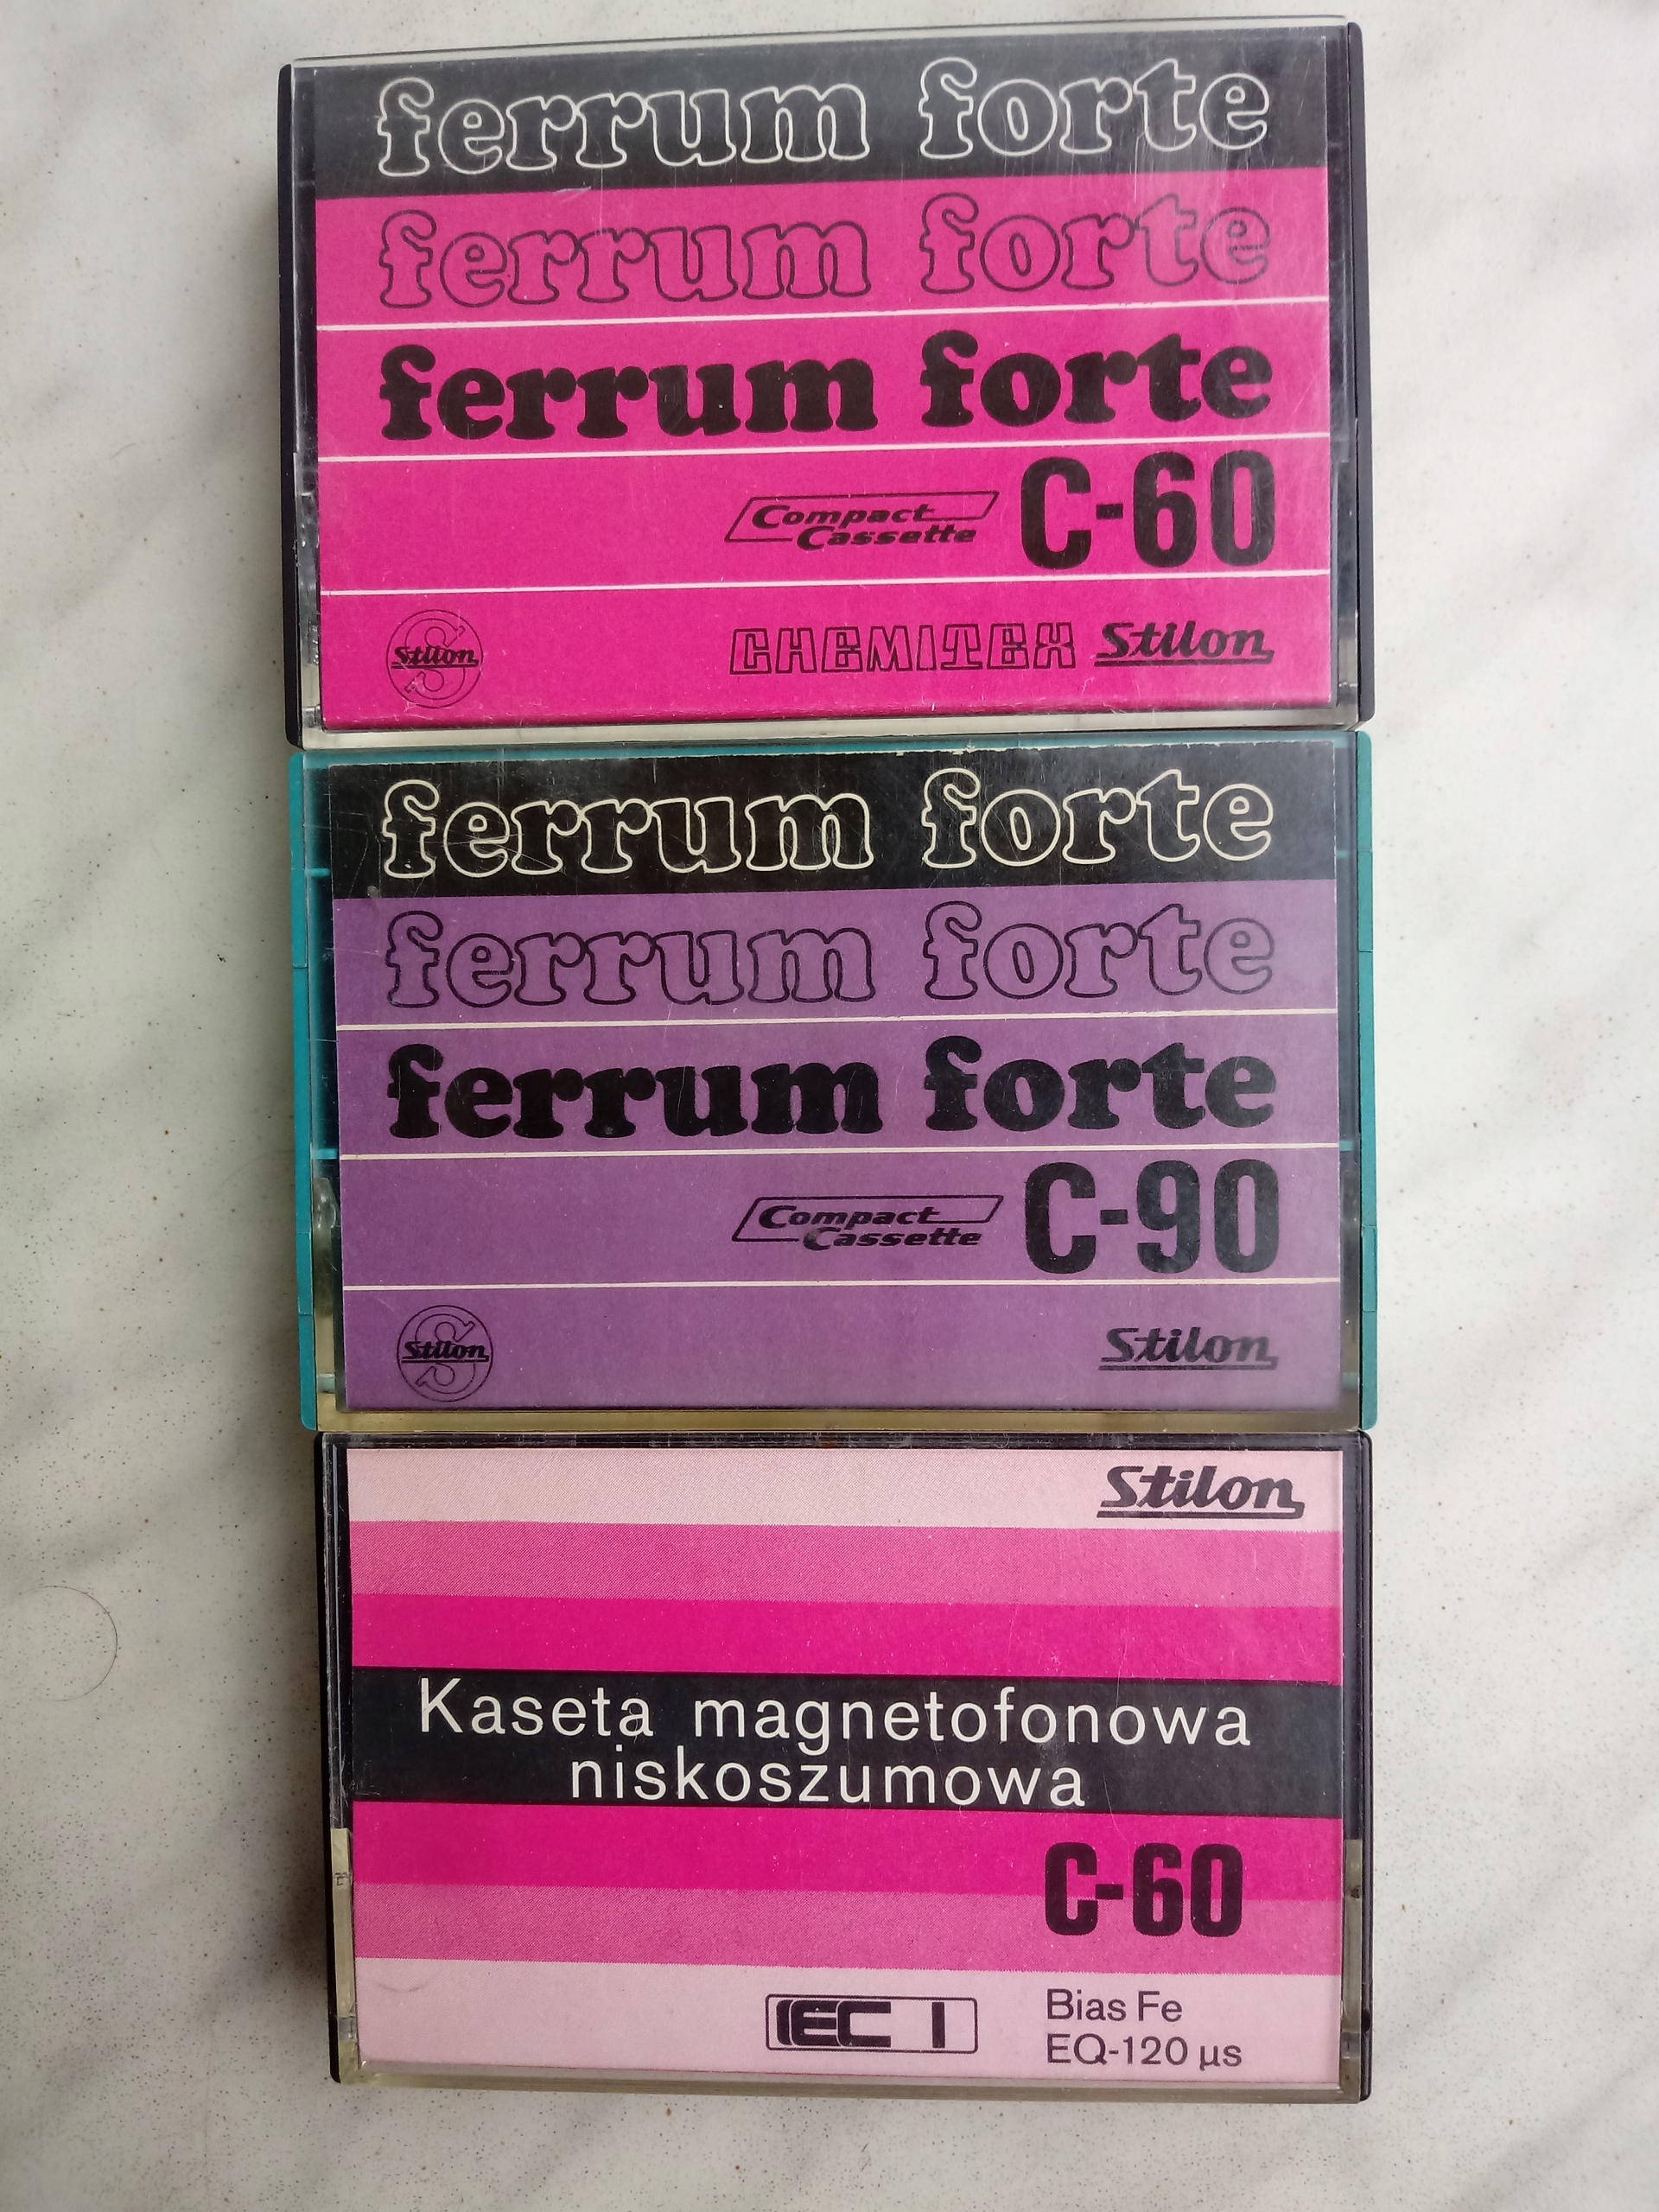 ferrum forte
ferrum forte
ferrum forte
Compact Cassette C-60
Stilon CHEMITEX Stilon
ferrum forte
ferrum forte
ferrum forte
Compact Cassette C-90
Stilon Stilon
Stilon
Kaseta magnetofonowa
niskoszumowa
C-60
IEC I Bias Fe
EQ-120 µs